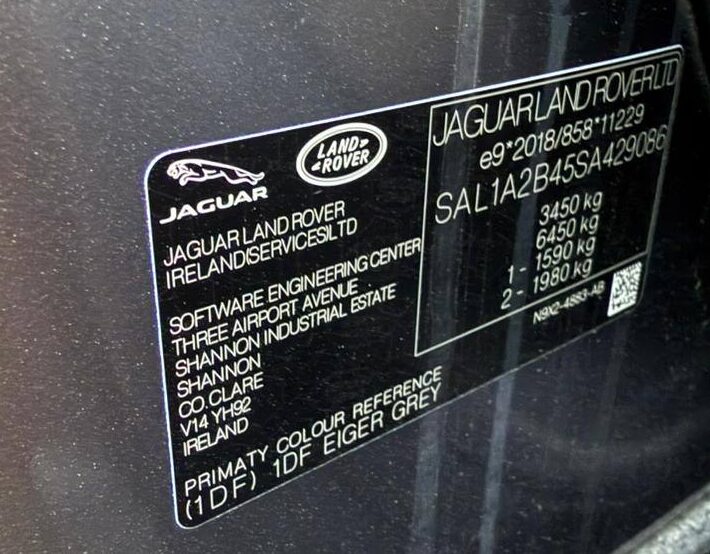 JAGUAR
LAND
ROVER
JAGUAR LAND ROVER
IRELAND(SERVICES)LTD
SOFTWARE ENGINEERING CENTER
THREE AIRPORT AVENUE
SHANNON INDUSTRIAL ESTATE
SHANNON
CO.CLARE
V14 YH92
IRELAND
PRIMATY COLOUR REFERENCE
(1DF) 1DF EIGER GREY
JAGUAR LAND ROVER LTD
e9*2018/858*11229
SAL1A2B45SA429086
3450 kg
6450 kg
1 - 1590 kg
2 - 1980 kg
N9X2-4883-AB